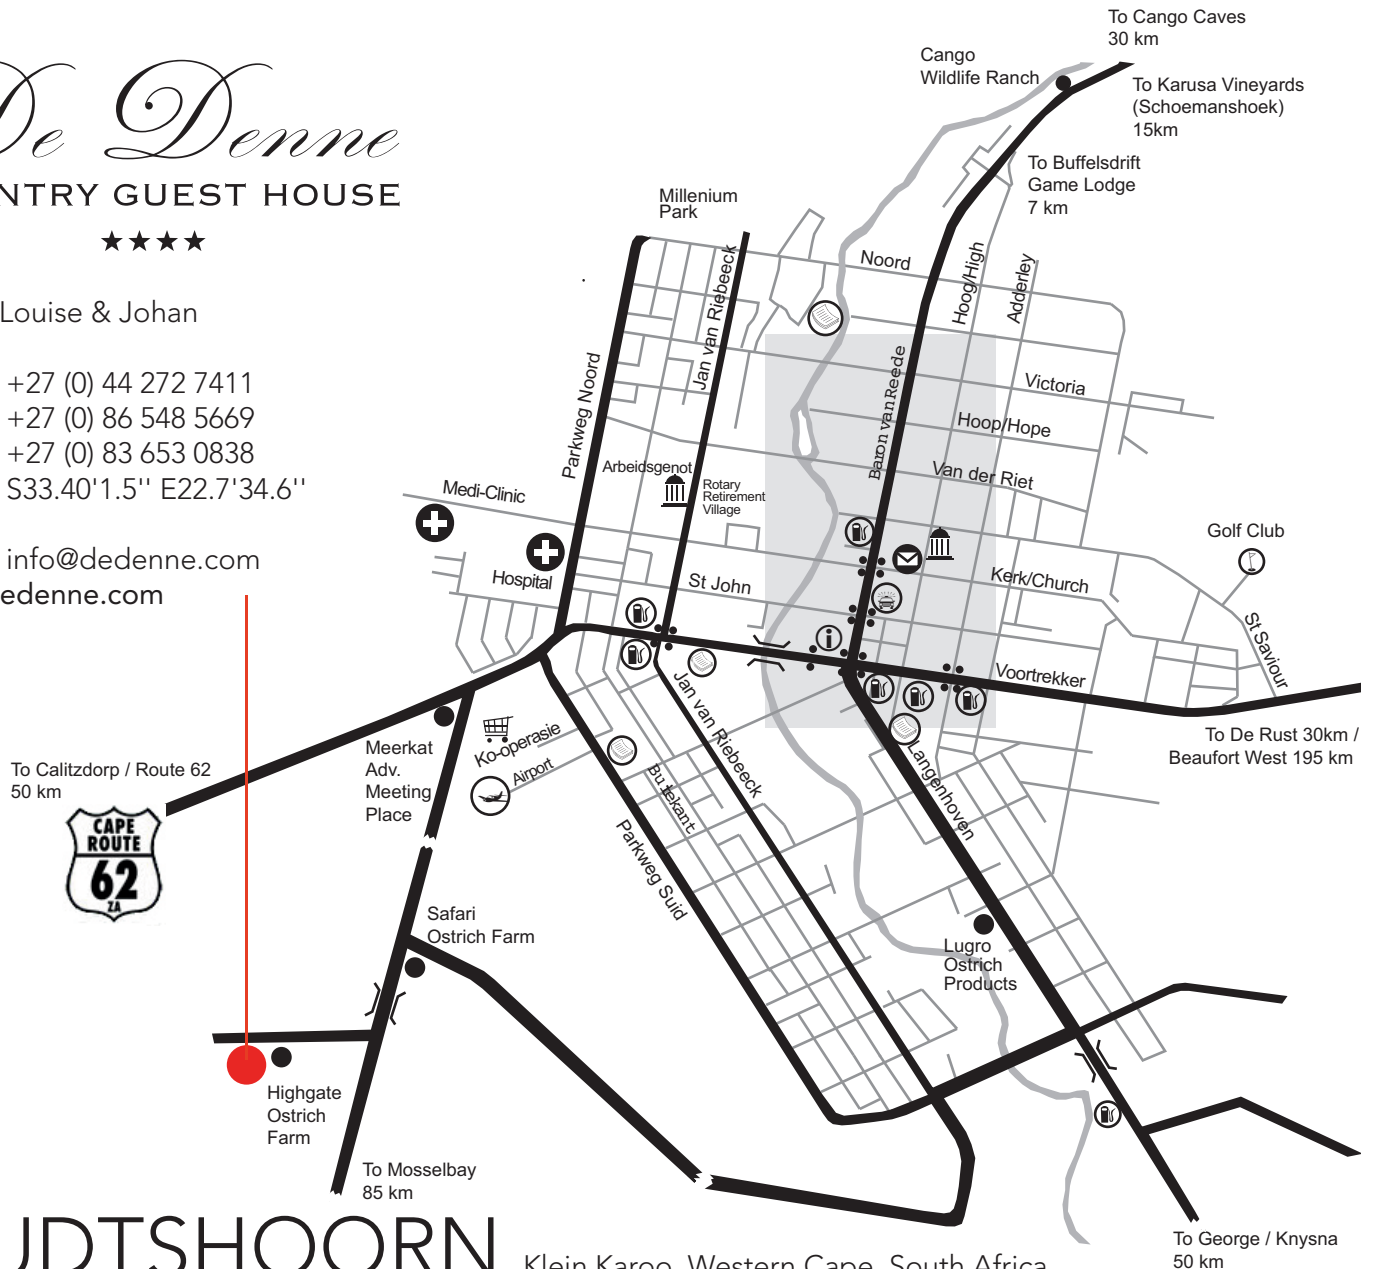 De Denne
NTRY GUEST HOUSE
Louise & Johan
+27 (0) 44 272 7411
+27 (0) 86 548 5669
+27 (0) 83 653 0838
S33.40'1.5'' E22.7'34.6''
info@dedenne.com
edenne.com
To Cango Caves
30 km
Cango
Wildlife Ranch
To Karusa Vineyards
(Schoemanshoek)
15km
To Buffelsdrift
Game Lodge
7 km
Millenium
Park
Noord
Hoog/High
Adderley
Jan van Riebeeck
Parkweg Noord
Baron van Reede
Victoria
Hoop/Hope
Van der Riet
Arbeidsgenot
Rotary
Retirement
Village
Medi-Clinic
Hospital
St John
Kerk/Church
Golf Club
St Saviour
i
Voortrekker
To De Rust 30km /
Beaufort West 195 km
Jan van Riebeeck
Langenhoven
Meerkat
Adv.
Meeting
Place
Ko-operasie
Airport
Buitekant
Parkweg Suid
To Calitzdorp / Route 62
50 km
CAPE
ROUTE
62
ZA
Safari
Ostrich Farm
Lugro
Ostrich
Products
Highgate
Ostrich
Farm
To Mosselbay
85 km
To George / Knysna
50 km
UDTSHOORN
Klein Karoo, Western Cape, South Africa